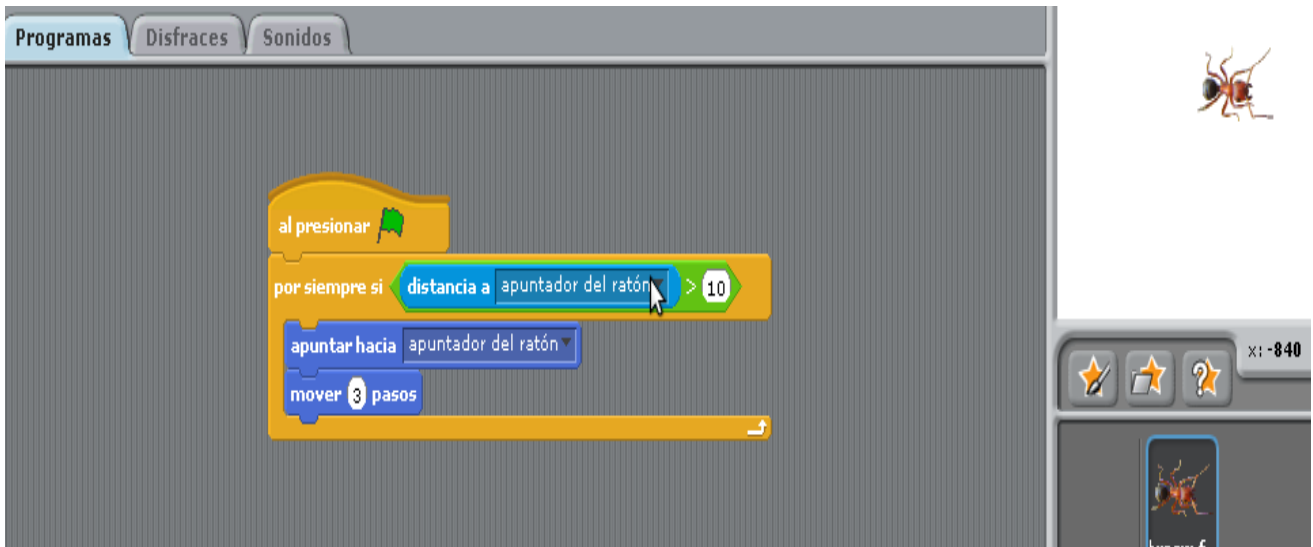 Programas Disfraces Sonidos
al presionar
por siempre si distancia a apuntador del ratón > 10
apuntar hacia apuntador del ratón
mover 3 pasos
x: -840